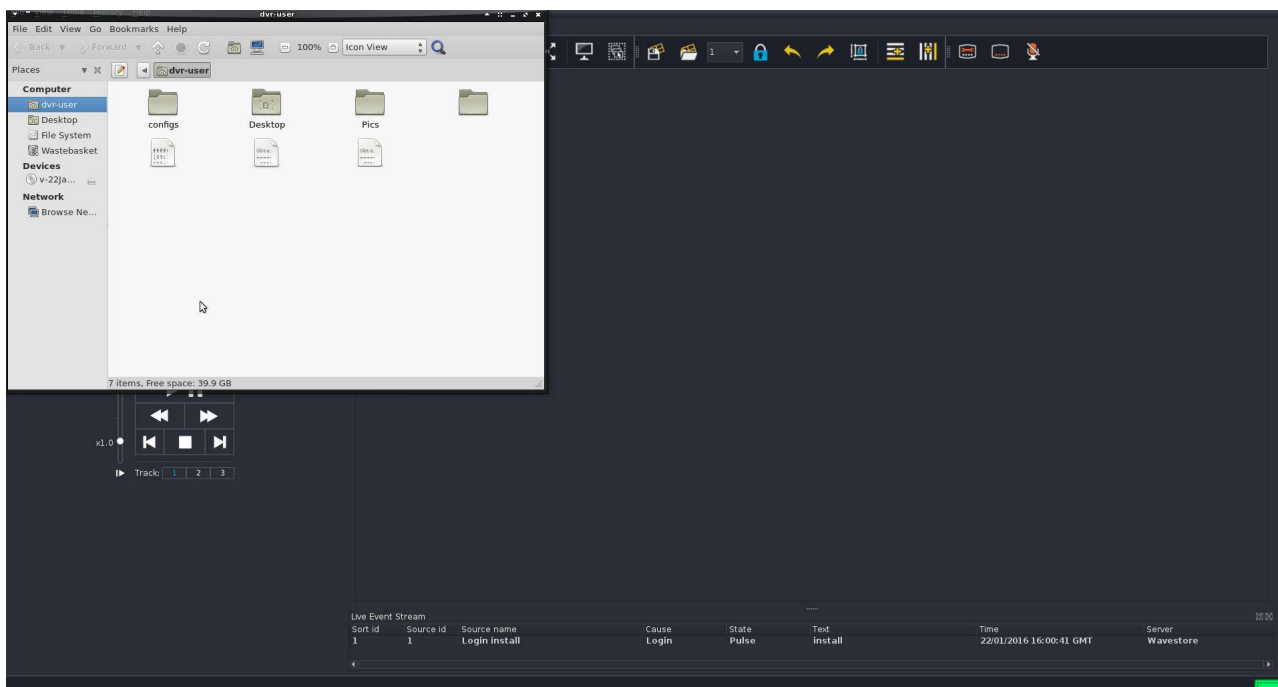 dvr-user
File Edit View Go Bookmarks Help
Back Forward 100% Icon View
1
Places dvr-user
Computer
dvr-user
Desktop
File System
Wastebasket
Devices
v-22Ja...
Network
Browse Ne...
configs Desktop Pics
7 items, Free space: 39.9 GB
x1.0
Track: 1 2 3
Live Event Stream
Sort id Source id Source name Cause State Text Time Server
1 1 Login install Login Pulse install 22/01/2016 16:00:41 GMT Wavestore